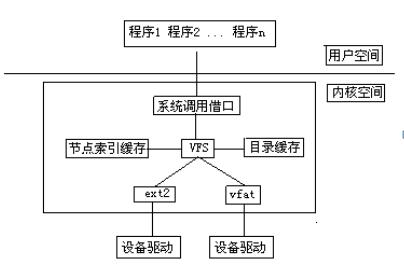 程序1 程序2 ... 程序n
用户空间
内核空间
系统调用借口
节点索引缓存
VFS
目录缓存
ext2
vfat
设备驱动
设备驱动